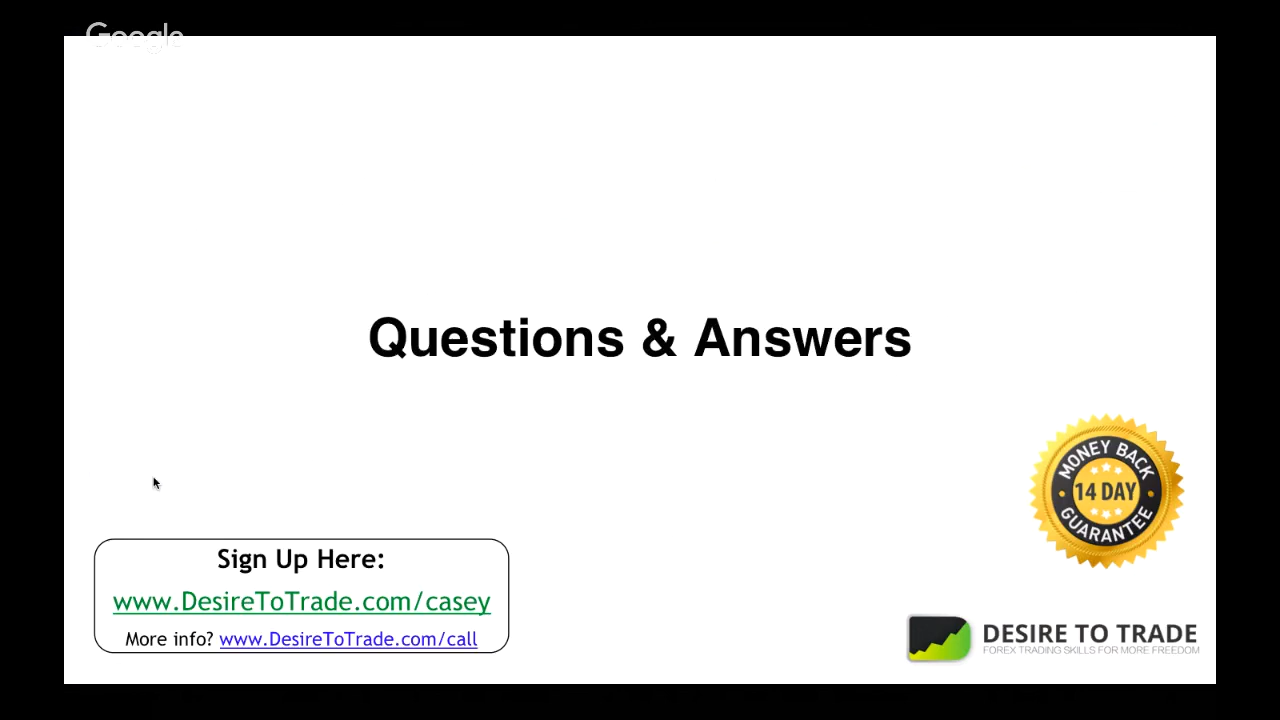 Google
Questions & Answers
MONEY BACK
14 DAY
GUARANTEE
Sign Up Here:
www.DesireToTrade.com/casey
More info? www.DesireToTrade.com/call
DESIRE TO TRADE
FOREX TRADING SKILLS FOR MORE FREEDOM